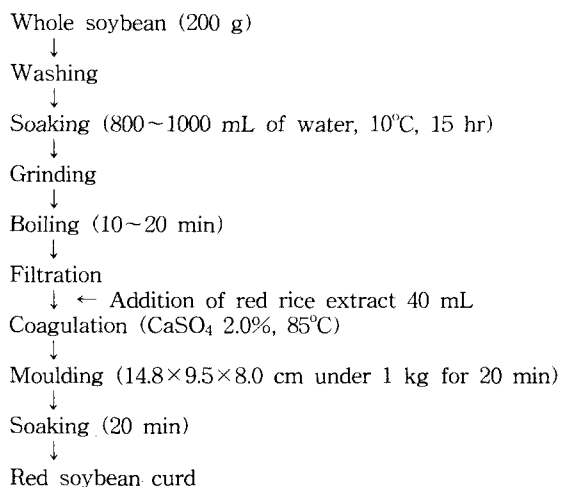 Whole soybean (200 g)
↓
Washing
↓
Soaking (800~1000 mL of water, 10°C, 15 hr)
↓
Grinding
↓
Boiling (10~20 min)
↓
Filtration
↓ ← Addition of red rice extract 40 mL
Coagulation (CaSO₄ 2.0%, 85°C)
↓
Moulding (14.8×9.5×8.0 cm under 1 kg for 20 min)
↓
Soaking (20 min)
↓
Red soybean curd